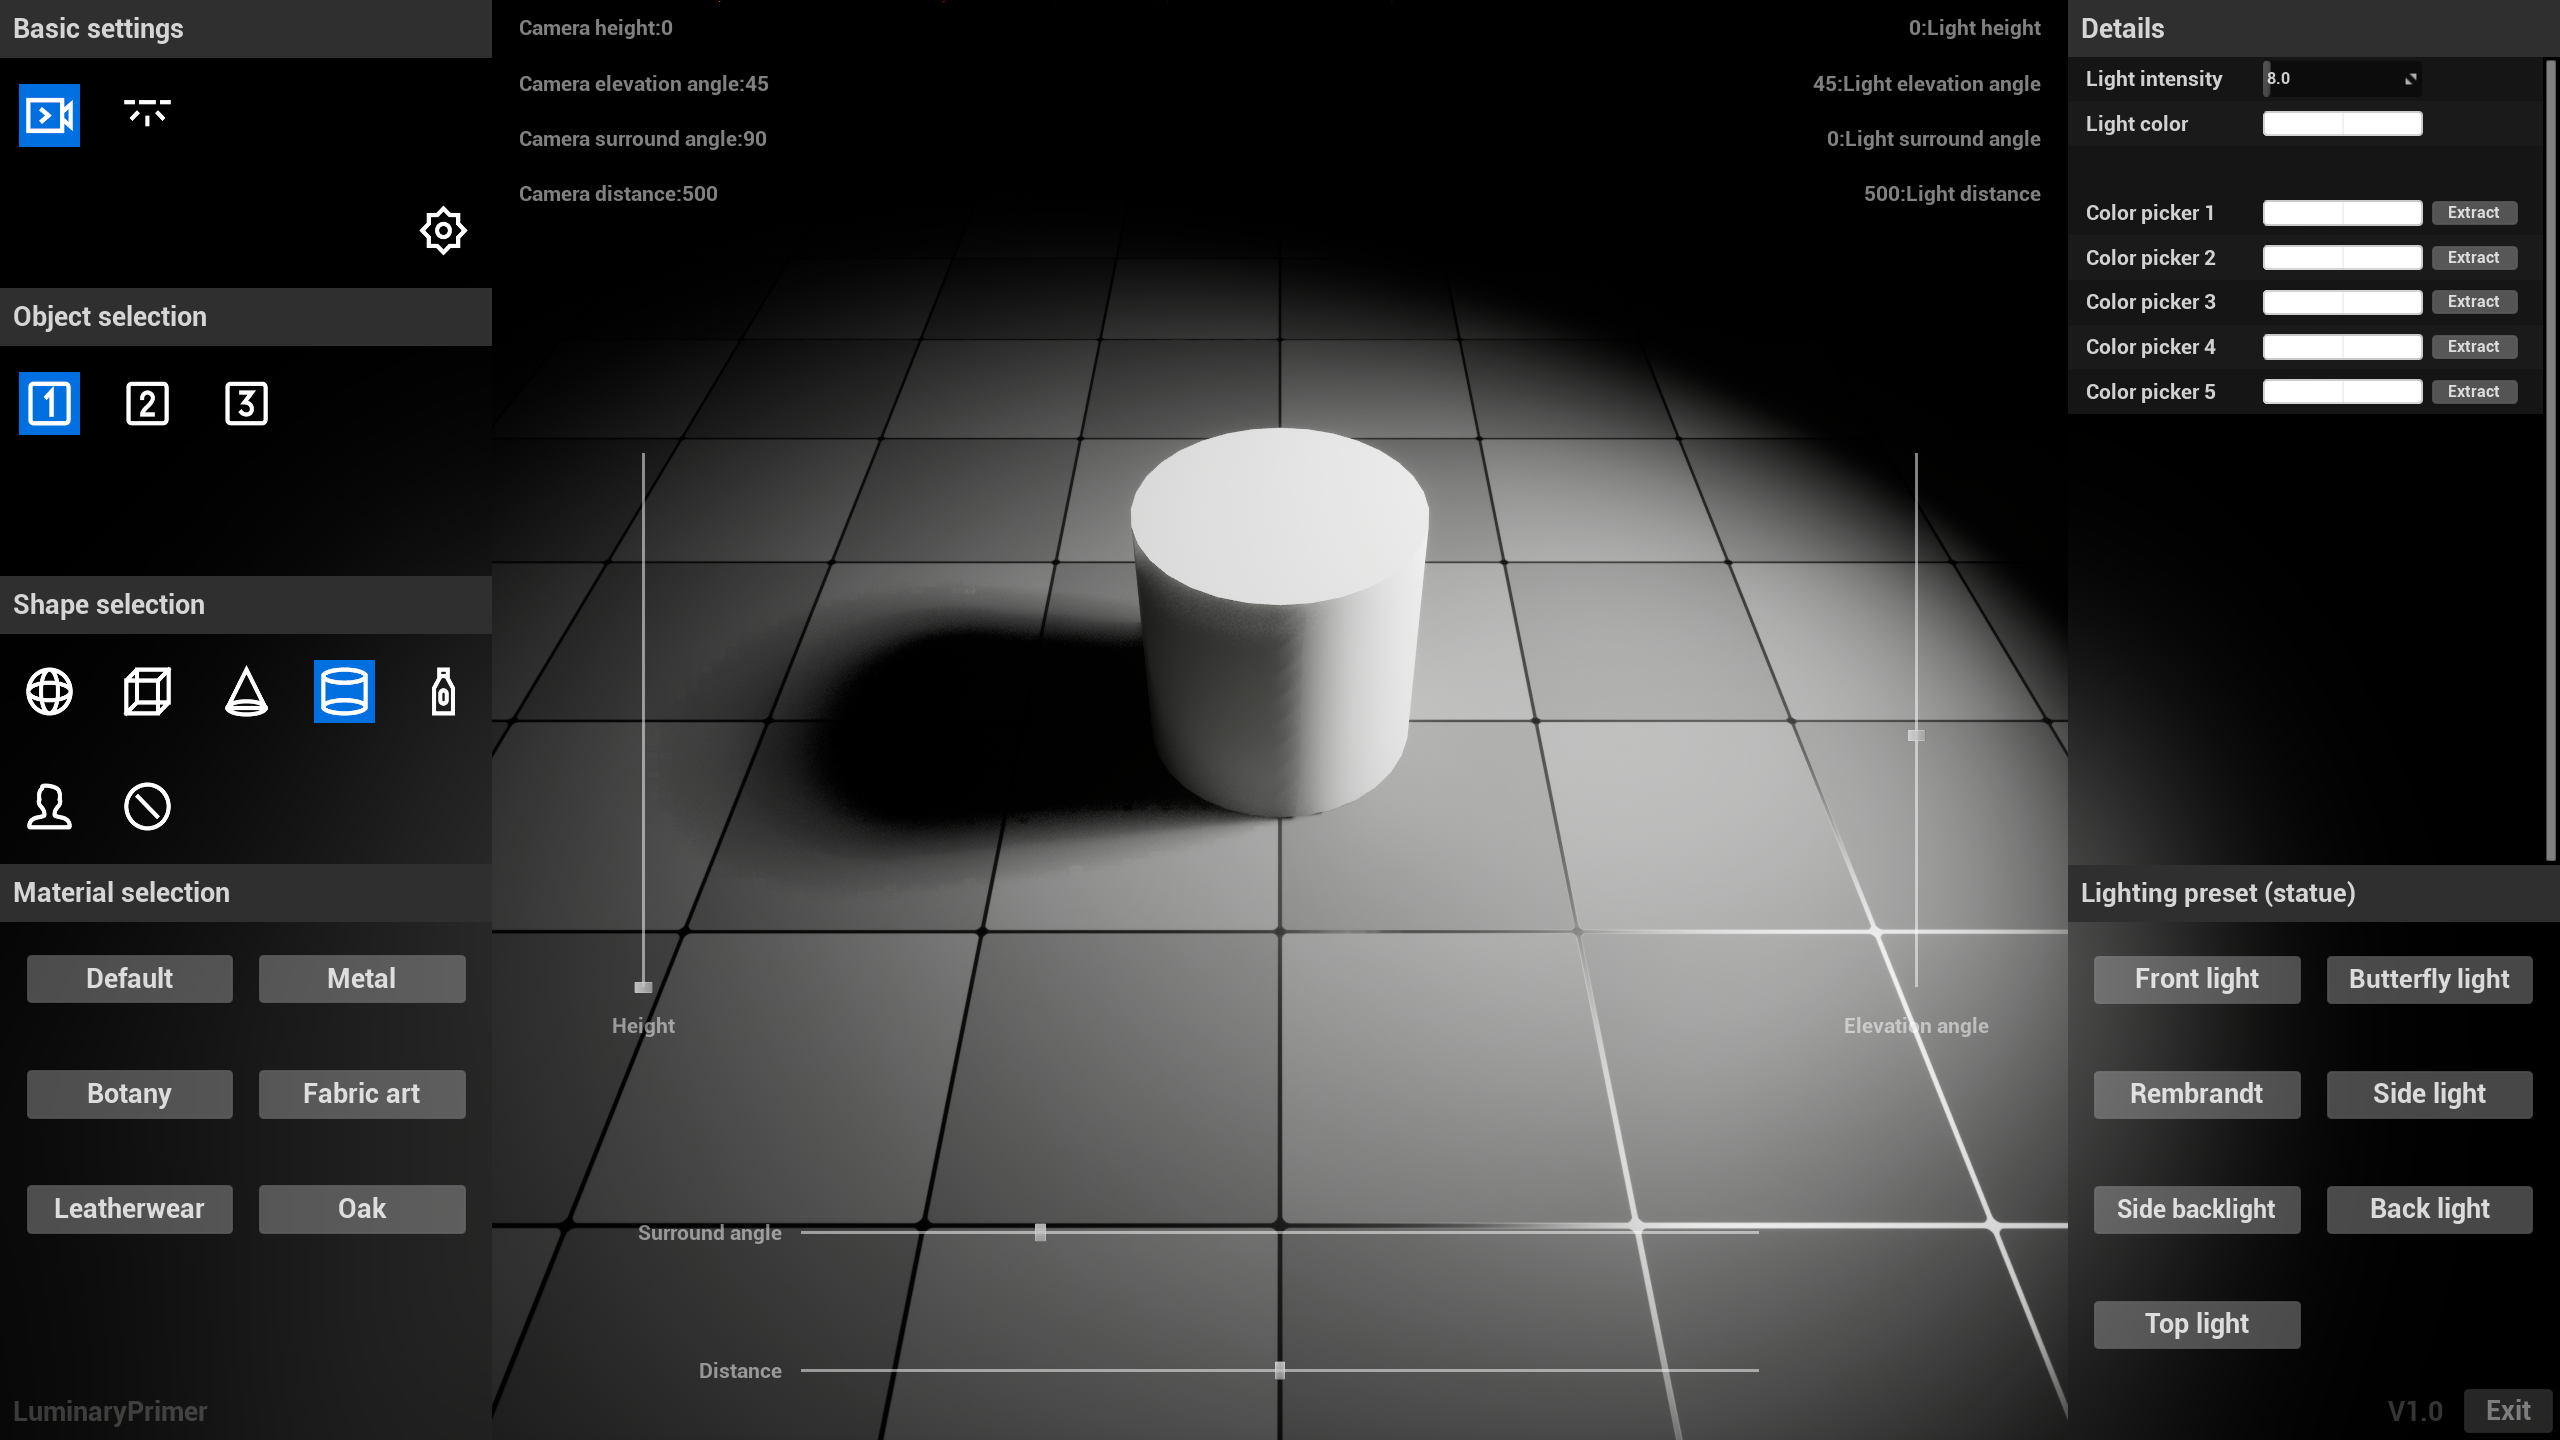 Basic settings
Object selection
1 2 3
Shape selection
0
Material selection
Default Metal
Botany Fabric art
Leatherwear Oak
LuminaryPrimer
Camera height:0
Camera elevation angle:45
Camera surround angle:90
Camera distance:500
0:Light height
45:Light elevation angle
0:Light surround angle
500:Light distance
Height
Elevation angle
Surround angle
Distance
Details
Light intensity 8.0
Light color
Color picker 1 Extract
Color picker 2 Extract
Color picker 3 Extract
Color picker 4 Extract
Color picker 5 Extract
Lighting preset (statue)
Front light Butterfly light
Rembrandt Side light
Side backlight Back light
Top light
V1.0 Exit